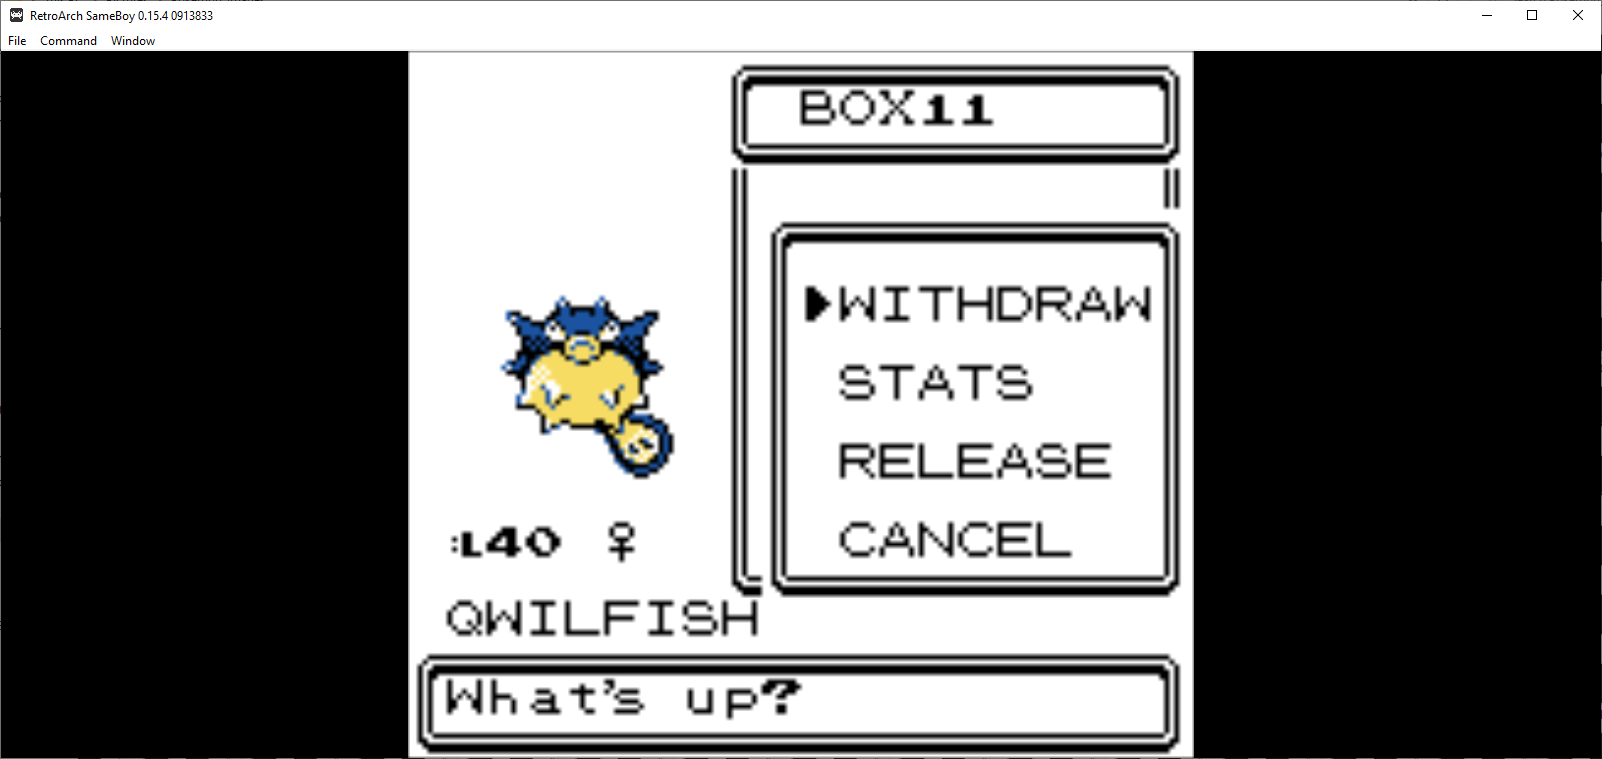 RetroArch SameBoy 0.15.4 0913833
File Command Window
BOX11
▶WITHDRAW
STATS
RELEASE
CANCEL
:L40 ♀
QWILFISH
What's up?